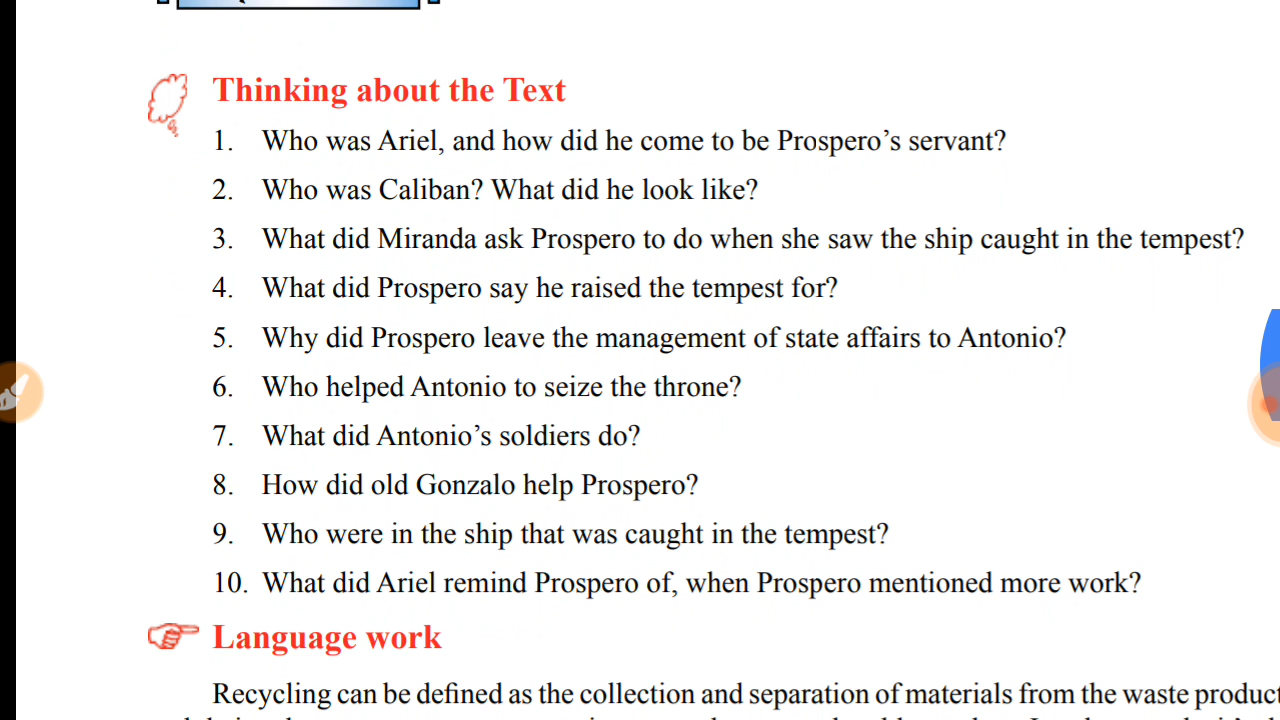 Thinking about the Text
1. Who was Ariel, and how did he come to be Prospero’s servant?
2. Who was Caliban? What did he look like?
3. What did Miranda ask Prospero to do when she saw the ship caught in the tempest?
4. What did Prospero say he raised the tempest for?
5. Why did Prospero leave the management of state affairs to Antonio?
6. Who helped Antonio to seize the throne?
7. What did Antonio’s soldiers do?
8. How did old Gonzalo help Prospero?
9. Who were in the ship that was caught in the tempest?
10. What did Ariel remind Prospero of, when Prospero mentioned more work?
Language work
Recycling can be defined as the collection and separation of materials from the waste product